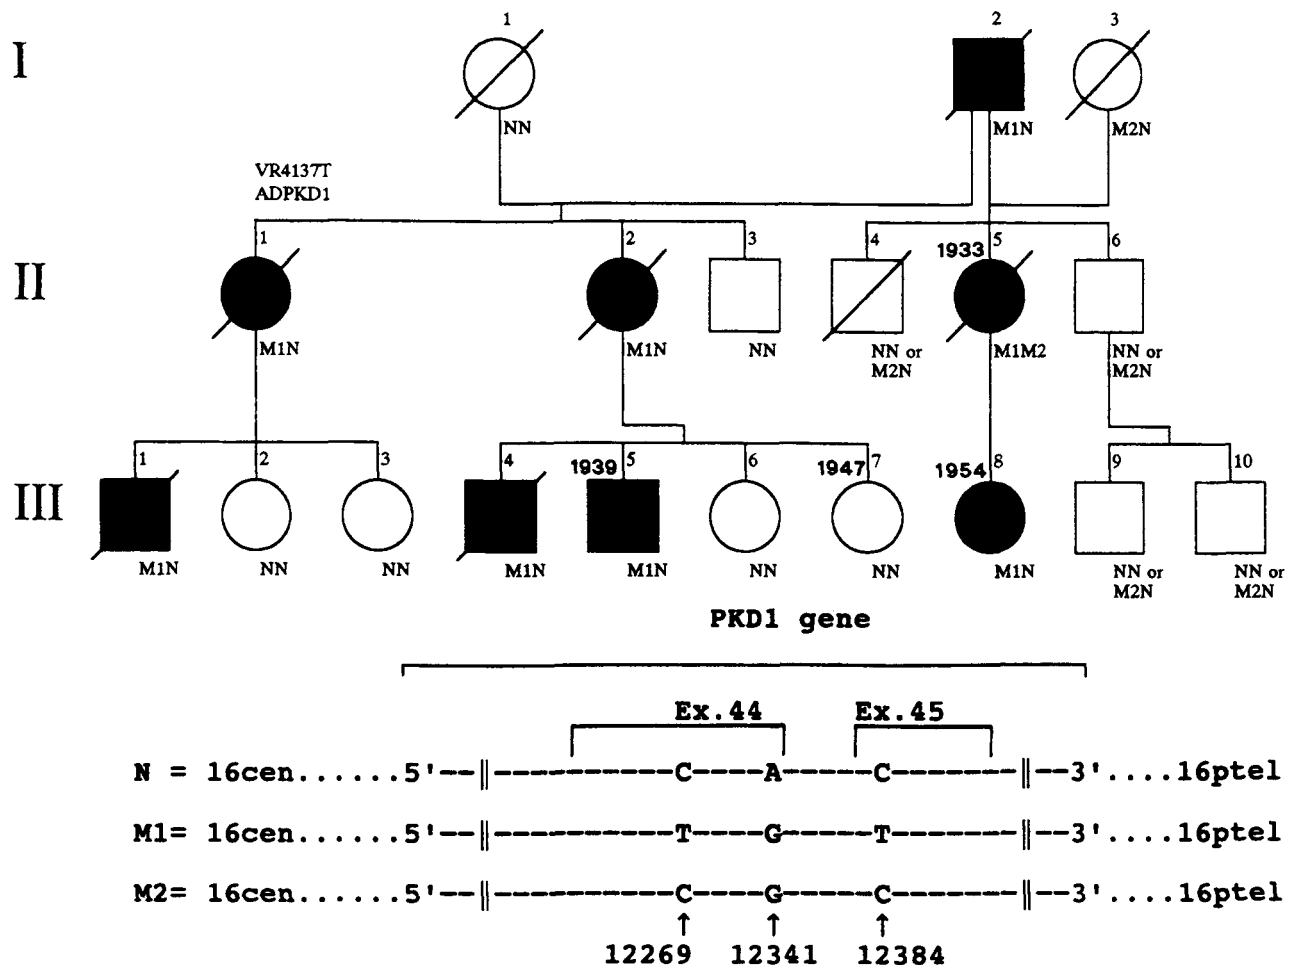 1 2 3
I
NN M1N M2N
VR4137T
ADPKD1
1 2 3 4 1933 5 6
II
M1N M1N NN NN or M2N M1M2 NN or M2N
1 2 3 4 1939 5 6 1947 7 1954 8 9 10
III
M1N NN NN M1N M1N NN NN M1N NN or M2N NN or M2N
PKD1 gene
Ex.44 Ex.45
N = 16cen......5'--||---------C----A-----C-------||--3'....16ptel
M1= 16cen......5'--||---------T----G-----T-------||--3'....16ptel
M2= 16cen......5'--||---------C----G-----C-------||--3'....16ptel
↑ ↑ ↑
12269 12341 12384